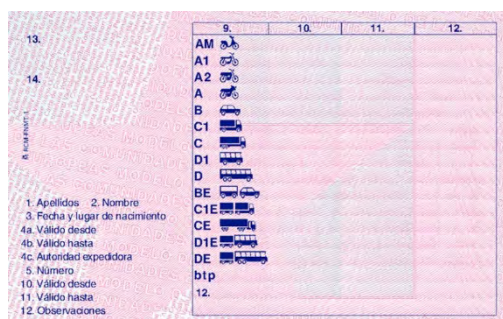 13.
14.
9. 10. 11. 12.
AM
A1
A2
A
B
C1
C
D1
D
BE
C1E
CE
D1E
DE
btp
12.
1. Apellidos 2. Nombre
3. Fecha y lugar de nacimiento
4a. Válido desde
4b. Válido hasta
4c. Autoridad expedidora
5. Número
10. Válido desde
11. Válido hasta
12. Observaciones